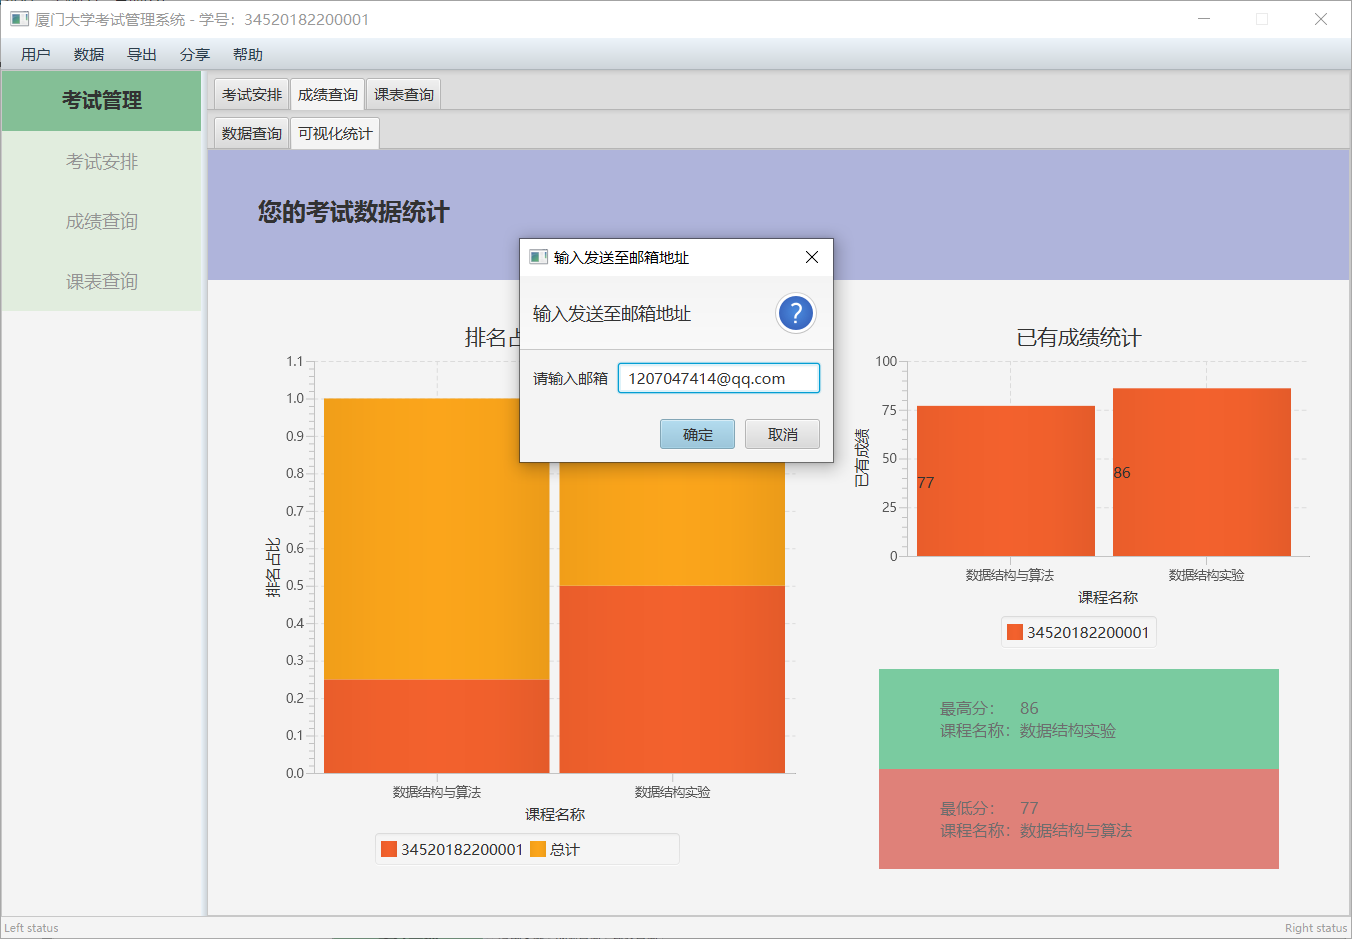 厦门大学考试管理系统 - 学号：34520182200001
用户 数据 导出 分享 帮助
考试管理
考试安排
成绩查询
课表查询
考试安排 成绩查询 课表查询
数据查询 可视化统计
您的考试数据统计
输入发送至邮箱地址
输入发送至邮箱地址
?
请输入邮箱 1207047414@qq.com
确定 取消
排名占
排名占比
1.1
1.0
0.9
0.8
0.7
0.6
0.5
0.4
0.3
0.2
0.1
0.0
数据结构与算法 数据结构实验
课程名称
34520182200001 总计
已有成绩统计
已有成绩
100
75
50
25
0
77 86
数据结构与算法 数据结构实验
课程名称
34520182200001
最高分： 86
课程名称：数据结构实验
最低分： 77
课程名称：数据结构与算法
Left status Right status